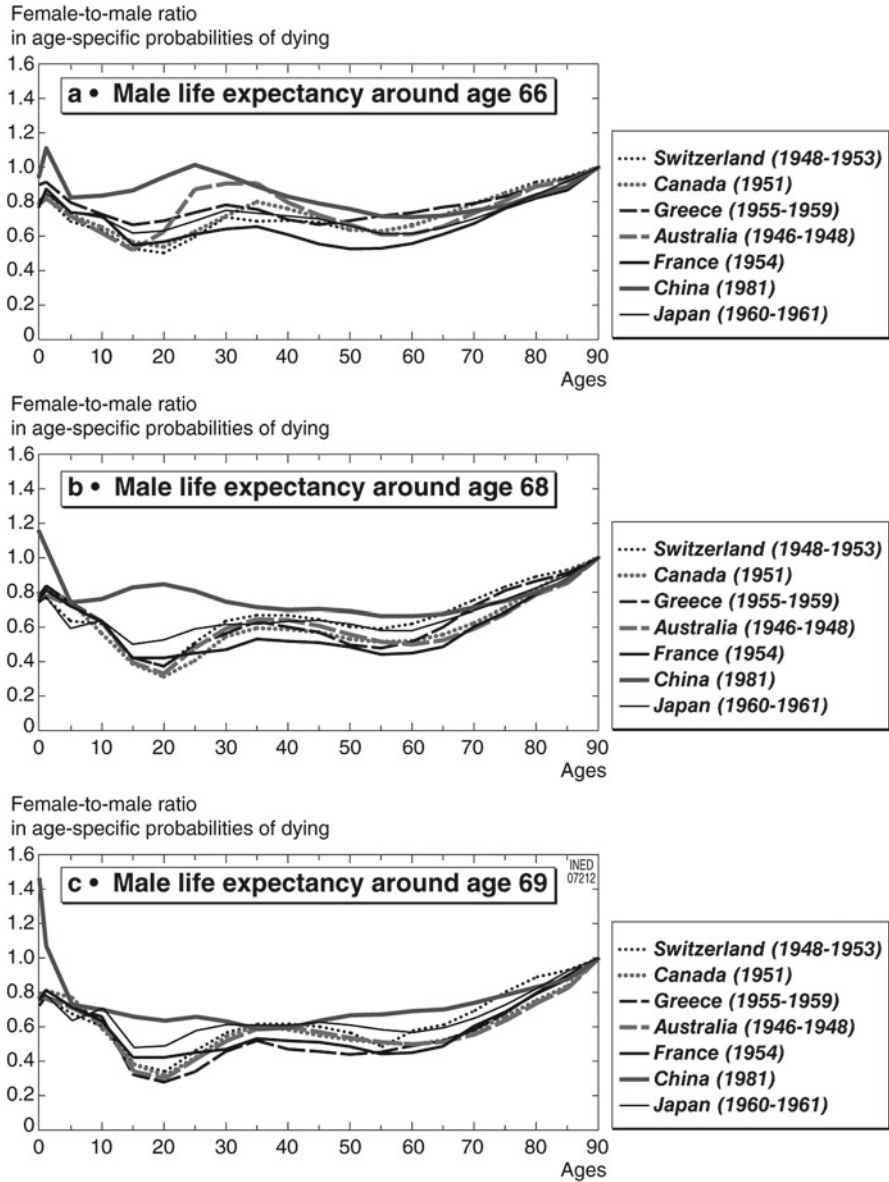 Female-to-male ratio
in age-specific probabilities of dying
1.6
a • Male life expectancy around age 66
1.4
1.2
1.0
0.8
0.6
0.4
0.2
0
0 10 20 30 40 50 60 70 80 90
Ages
Switzerland (1948-1953)
Canada (1951)
Greece (1955-1959)
Australia (1946-1948)
France (1954)
China (1981)
Japan (1960-1961)
Female-to-male ratio
in age-specific probabilities of dying
1.6
b • Male life expectancy around age 68
1.4
1.2
1.0
0.8
0.6
0.4
0.2
0
0 10 20 30 40 50 60 70 80 90
Ages
Switzerland (1948-1953)
Canada (1951)
Greece (1955-1959)
Australia (1946-1948)
France (1954)
China (1981)
Japan (1960-1961)
Female-to-male ratio
in age-specific probabilities of dying
1.6
INED
07212
c • Male life expectancy around age 69
1.4
1.2
1.0
0.8
0.6
0.4
0.2
0
0 10 20 30 40 50 60 70 80 90
Ages
Switzerland (1948-1953)
Canada (1951)
Greece (1955-1959)
Australia (1946-1948)
France (1954)
China (1981)
Japan (1960-1961)